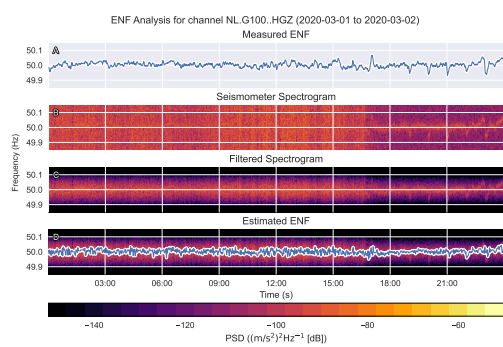 ENF Analysis for channel NL.G100..HGZ (2020-03-01 to 2020-03-02)
Measured ENF
A
50.1
50.0
49.9
Seismometer Spectrogram
B
50.1
50.0
49.9
Frequency (Hz)
Filtered Spectrogram
C
50.1
50.0
49.9
Estimated ENF
D
50.1
50.0
49.9
03:00 06:00 09:00 12:00 15:00 18:00 21:00
Time (s)
−140 −120 −100 −80 −60
PSD ((m/s²)²Hz⁻¹ [dB])